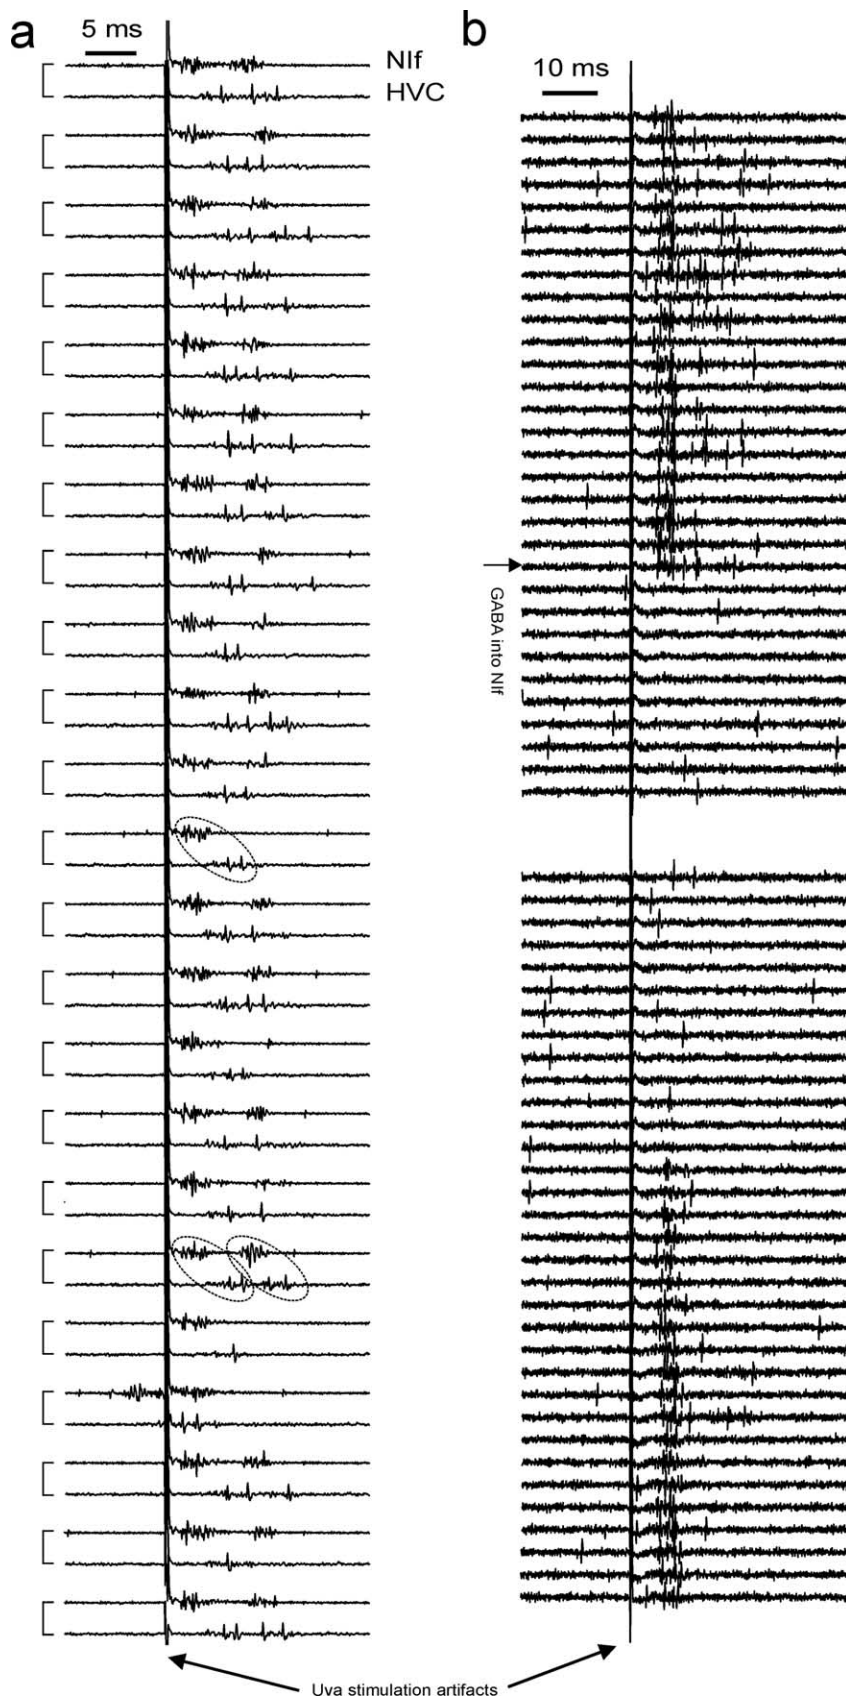 a
5 ms
NIf
HVC
b
10 ms
GABA into NIf
Uva stimulation artifacts